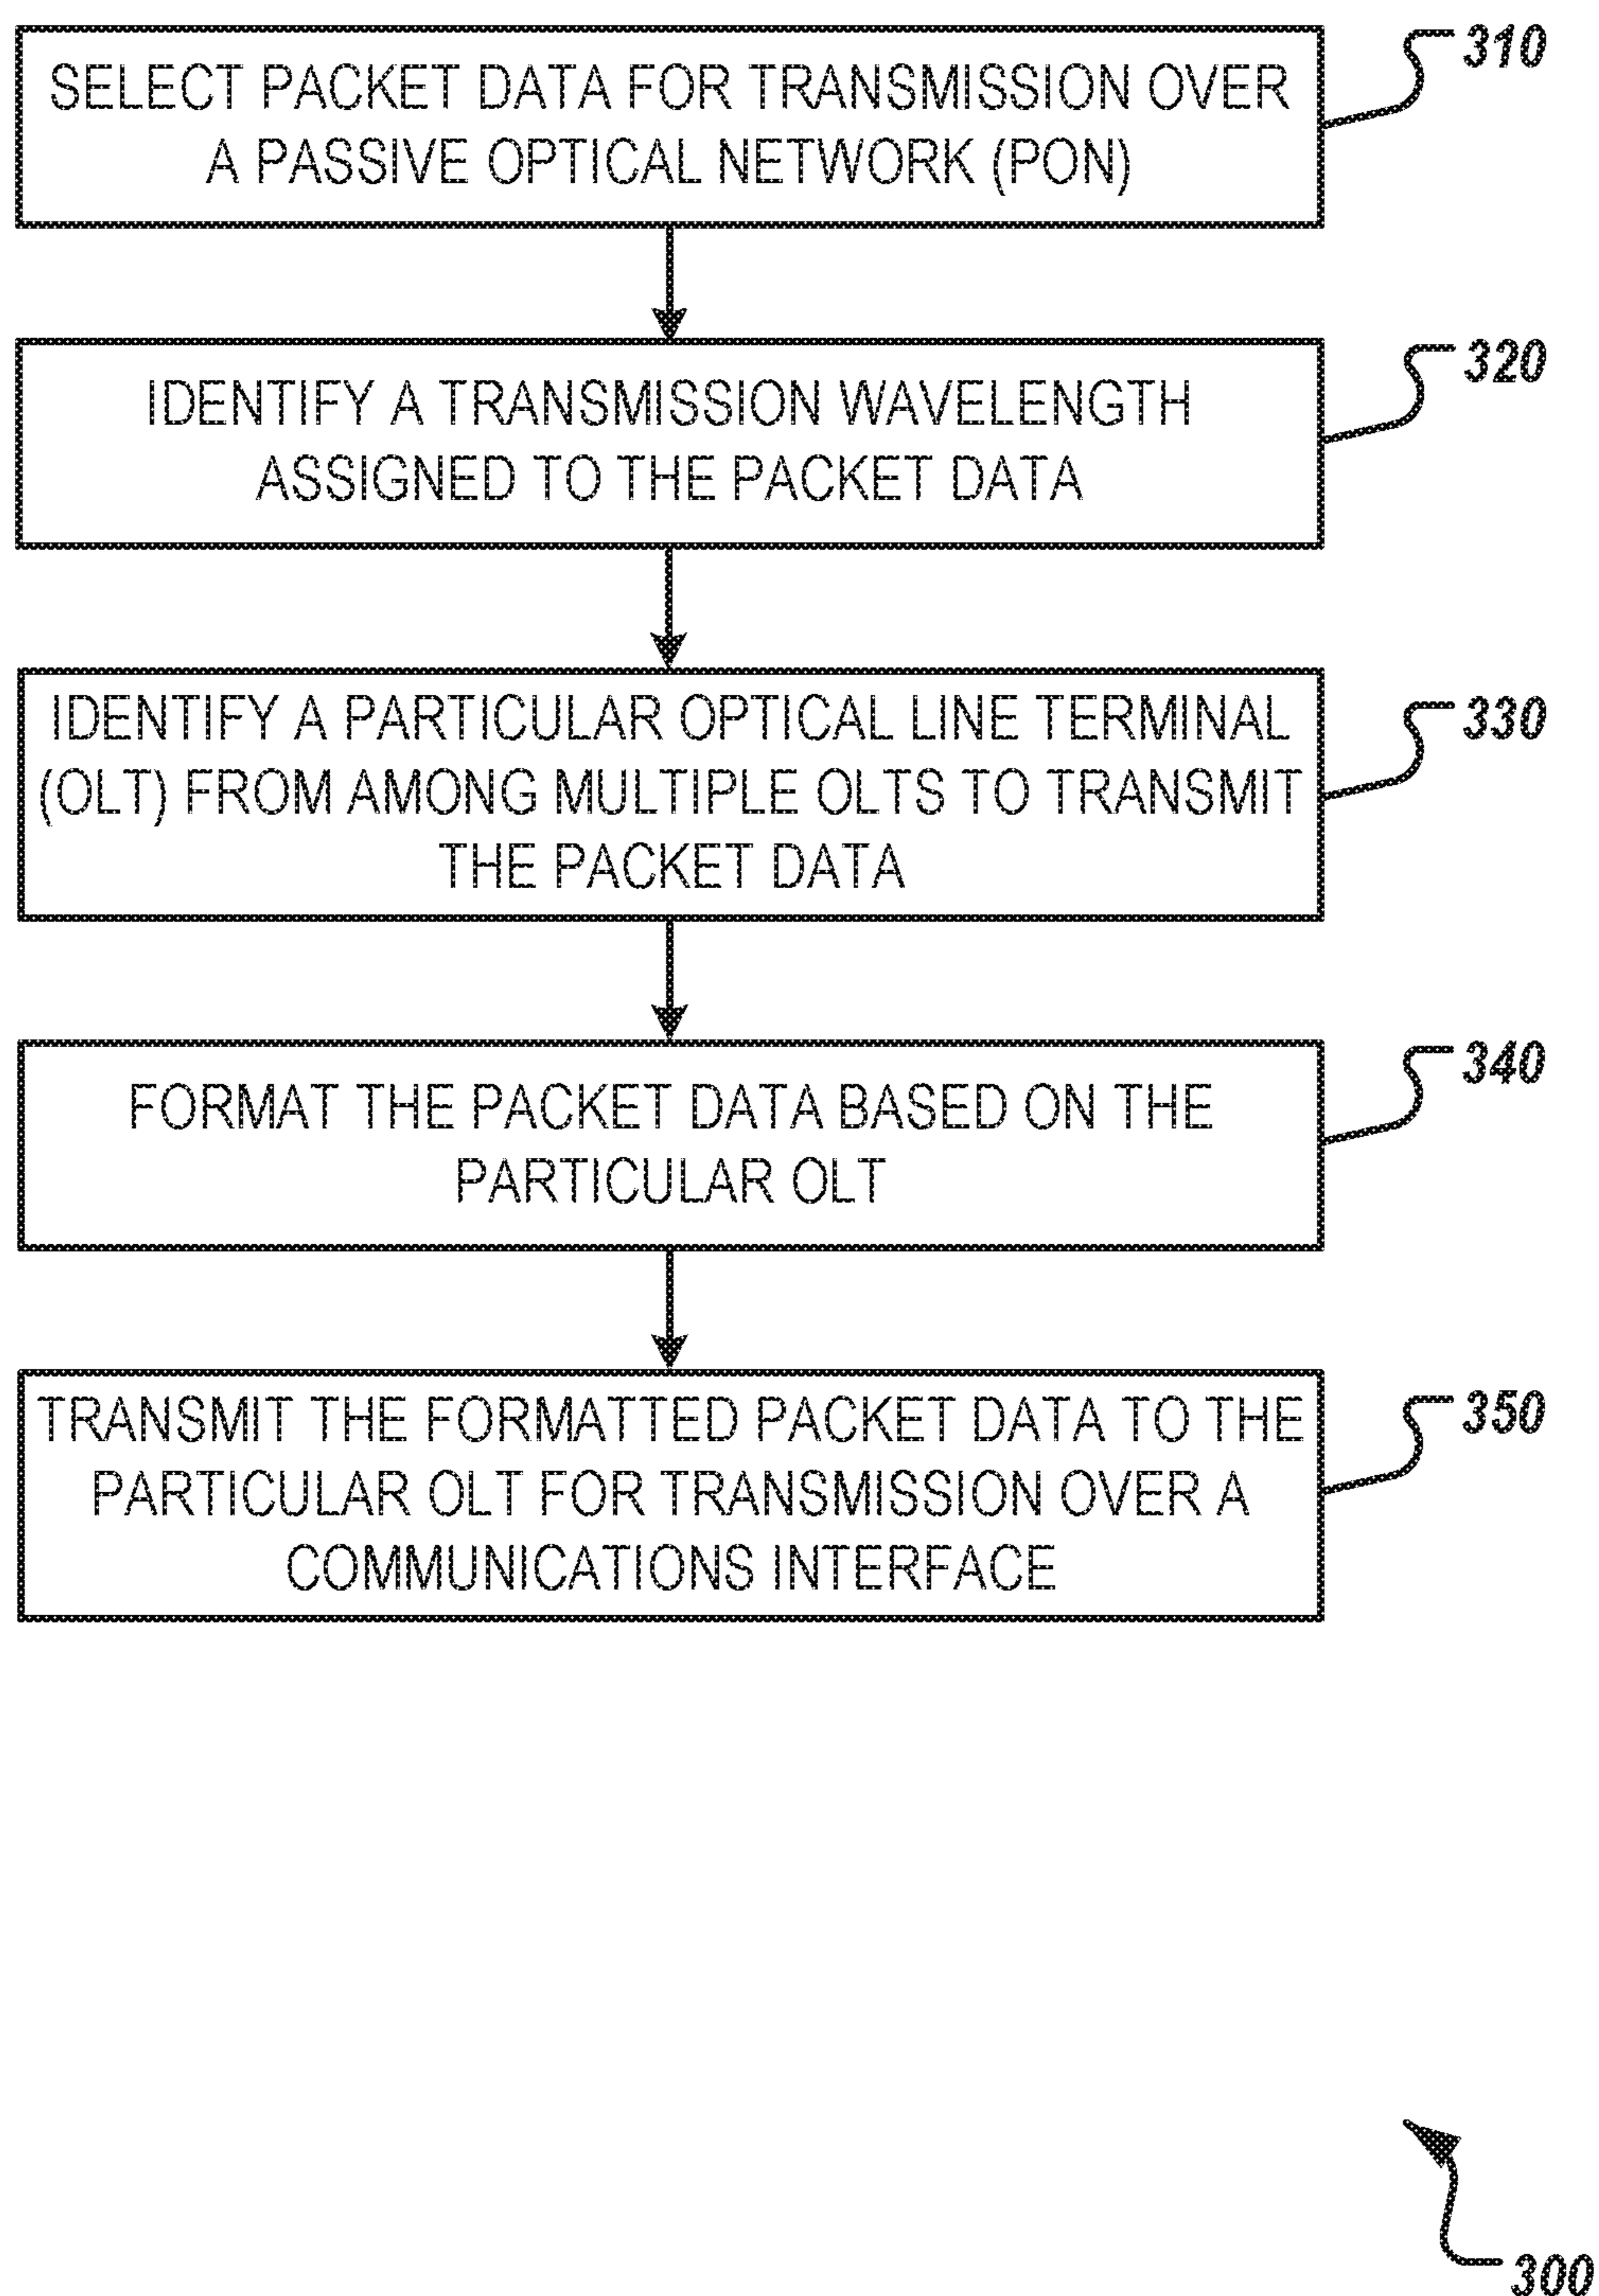 SELECT PACKET DATA FOR TRANSMISSION OVER
A PASSIVE OPTICAL NETWORK (PON)
310
IDENTIFY A TRANSMISSION WAVELENGTH
ASSIGNED TO THE PACKET DATA
320
IDENTIFY A PARTICULAR OPTICAL LINE TERMINAL
(OLT) FROM AMONG MULTIPLE OLTS TO TRANSMIT
THE PACKET DATA
330
FORMAT THE PACKET DATA BASED ON THE
PARTICULAR OLT
340
TRANSMIT THE FORMATTED PACKET DATA TO THE
PARTICULAR OLT FOR TRANSMISSION OVER A
COMMUNICATIONS INTERFACE
350
300